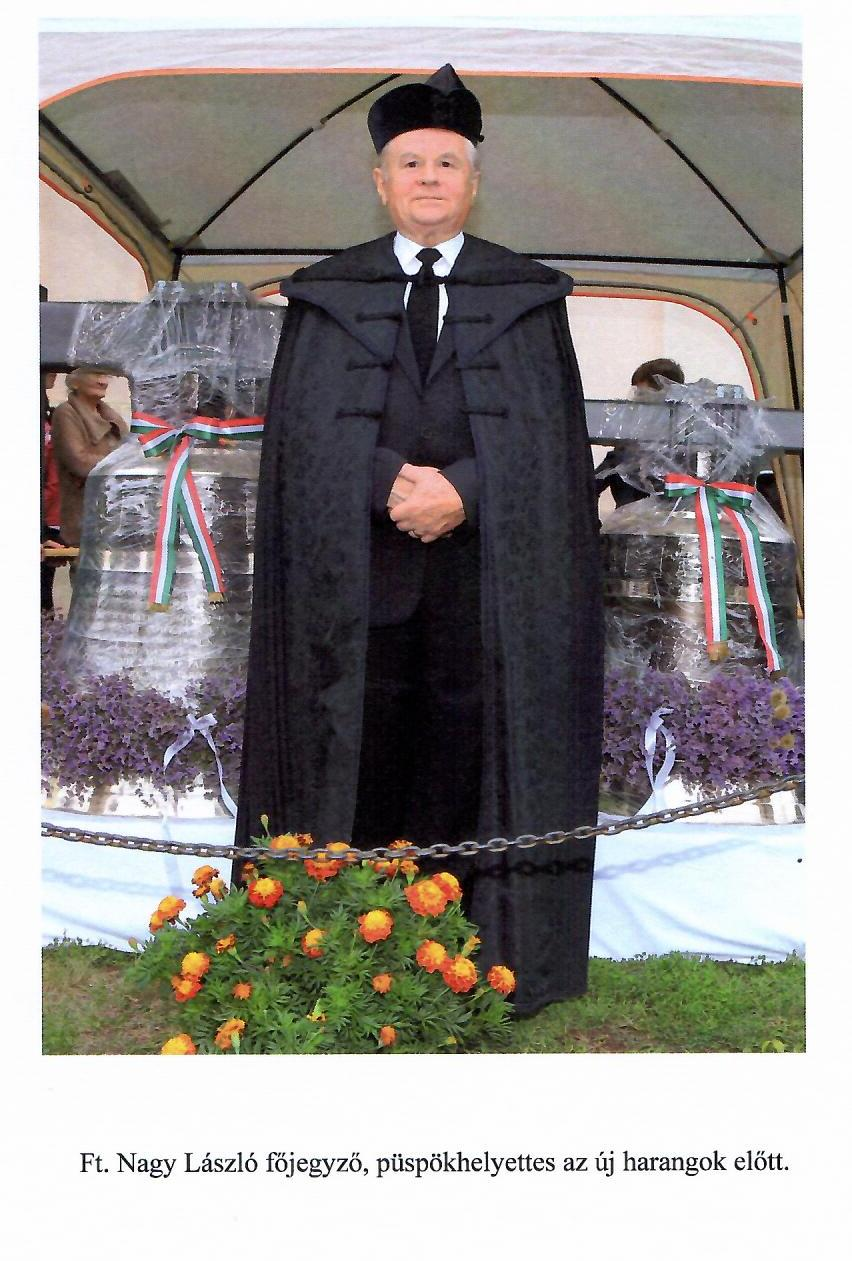 Ft. Nagy László főjegyző, püspökhelyettes az új harangok előtt.